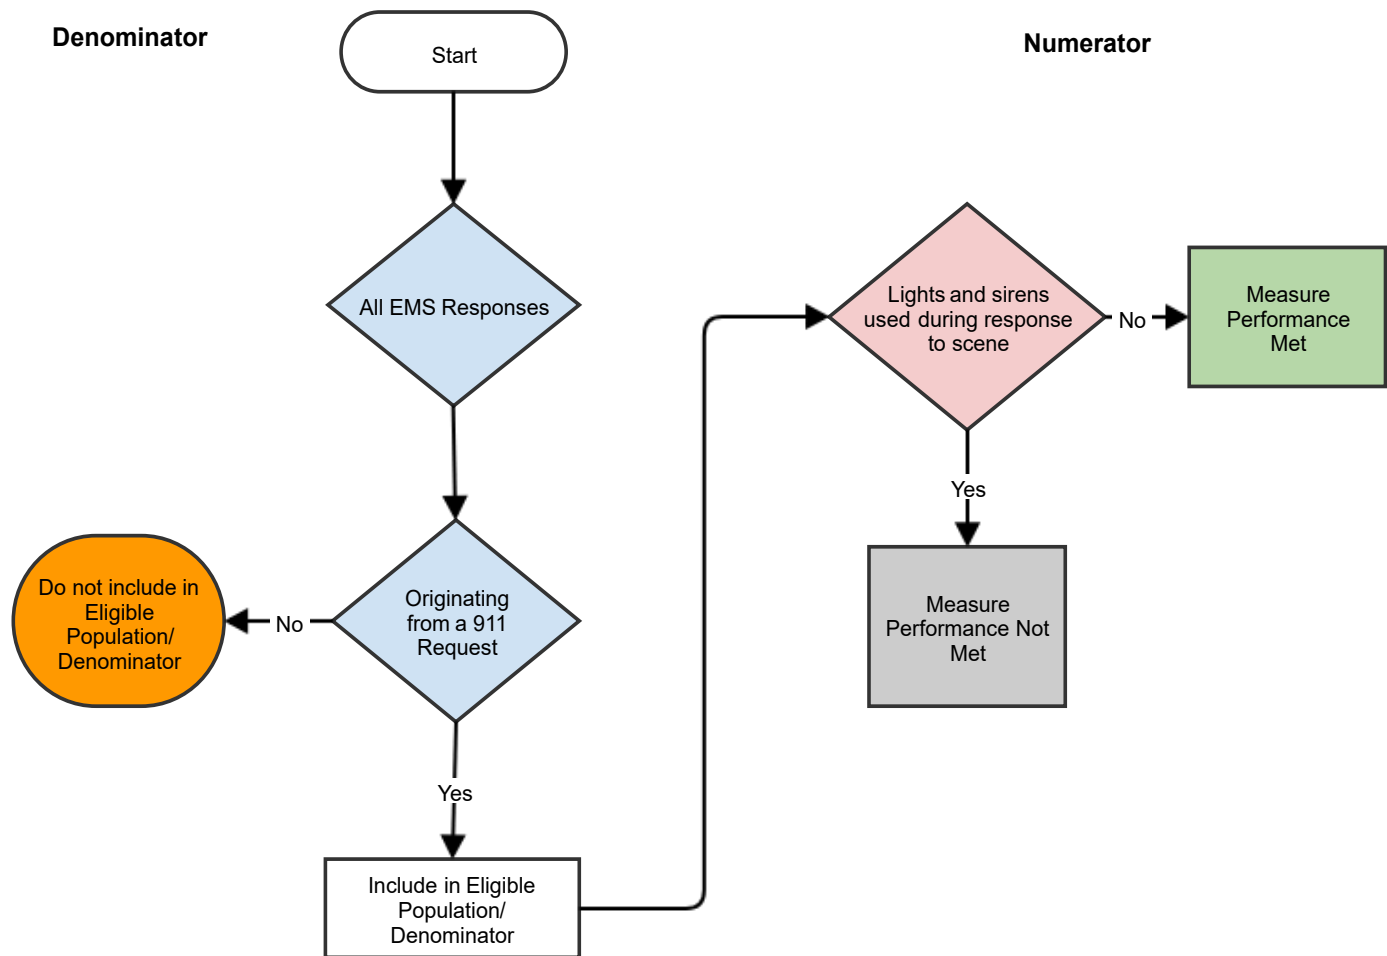 Denominator
Start
Numerator
All EMS Responses
Lights and sirens
used during response
to scene
No
Measure
Performance
Met
Yes
Measure
Performance Not
Met
Originating
from a 911
Request
No
Do not include in
Eligible
Population/
Denominator
Yes
Include in Eligible
Population/
Denominator